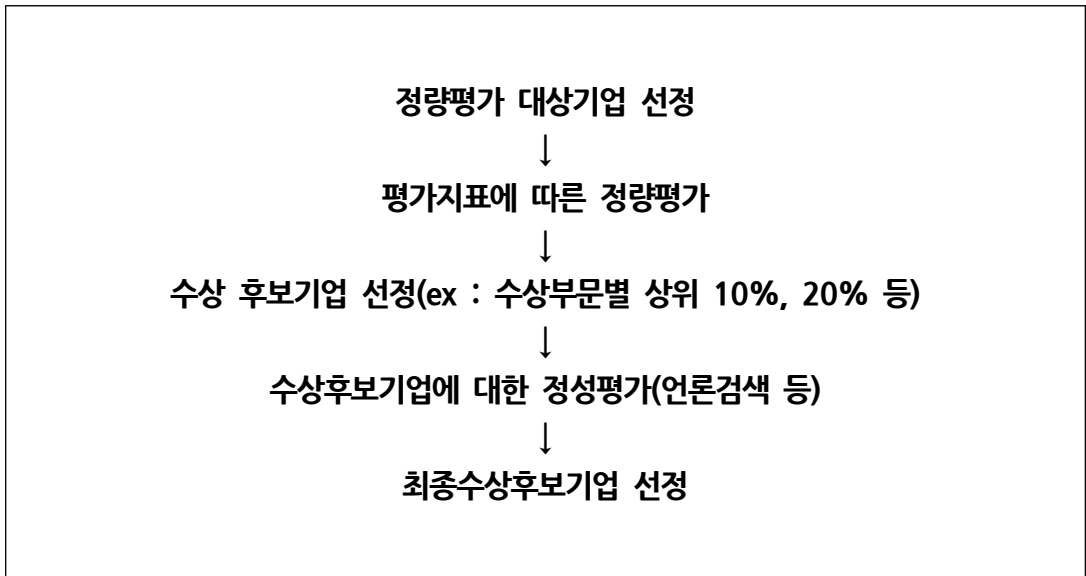 정량평가 대상기업 선정
↓
평가지표에 따른 정량평가
↓
수상 후보기업 선정(ex : 수상부문별 상위 10%, 20% 등)
↓
수상후보기업에 대한 정성평가(언론검색 등)
↓
최종수상후보기업 선정